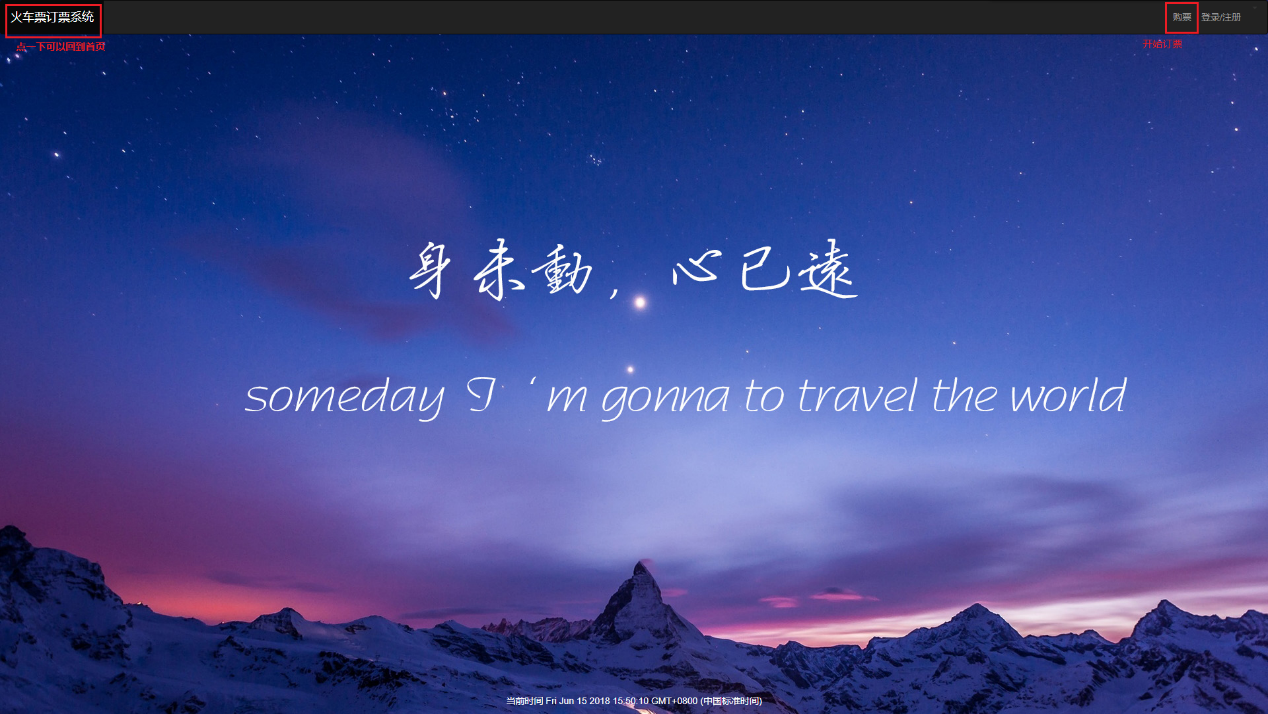 火车票订票系统
购票 登录/注册
点一下可以回到首页
开始订票
身未動，心已遠
someday I‘m gonna to travel the world
当前时间 Fri Jun 15 2018 15:50:10 GMT+0800 (中国标准时间)